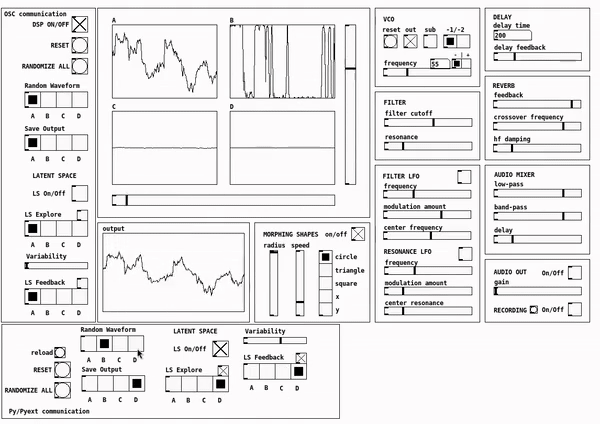 OSC communication
DSP ON/OFF
RESET
RANDOMIZE ALL
Random Waveform
A B C D
Save Output
A B C D
LATENT SPACE
LS On/Off
LS Explore
A B C D
Variability
LS Feedback
A B C D
A
B
C
D
output
MORPHING SHAPES on/off
radius speed
circle
triangle
square
x
y
VCO
reset out sub -1/-2
- | +
frequency 55
FILTER
filter cutoff
resonance
FILTER LFO
frequency
modulation amount
center frequency
RESONANCE LFO
frequency
modulation amount
center resonance
DELAY
delay time
200
delay feedback
REVERB
feedback
crossover frequency
hf damping
AUDIO MIXER
low-pass
band-pass
delay
AUDIO OUT On/Off
gain
RECORDING On/Off
Random Waveform
A B C D
reload
RESET
RANDOMIZE ALL
Save Output
A B C D
LATENT SPACE
LS On/Off
LS Explore
A B C D
Variability
LS Feedback
A B C D
Py/Pyext communication